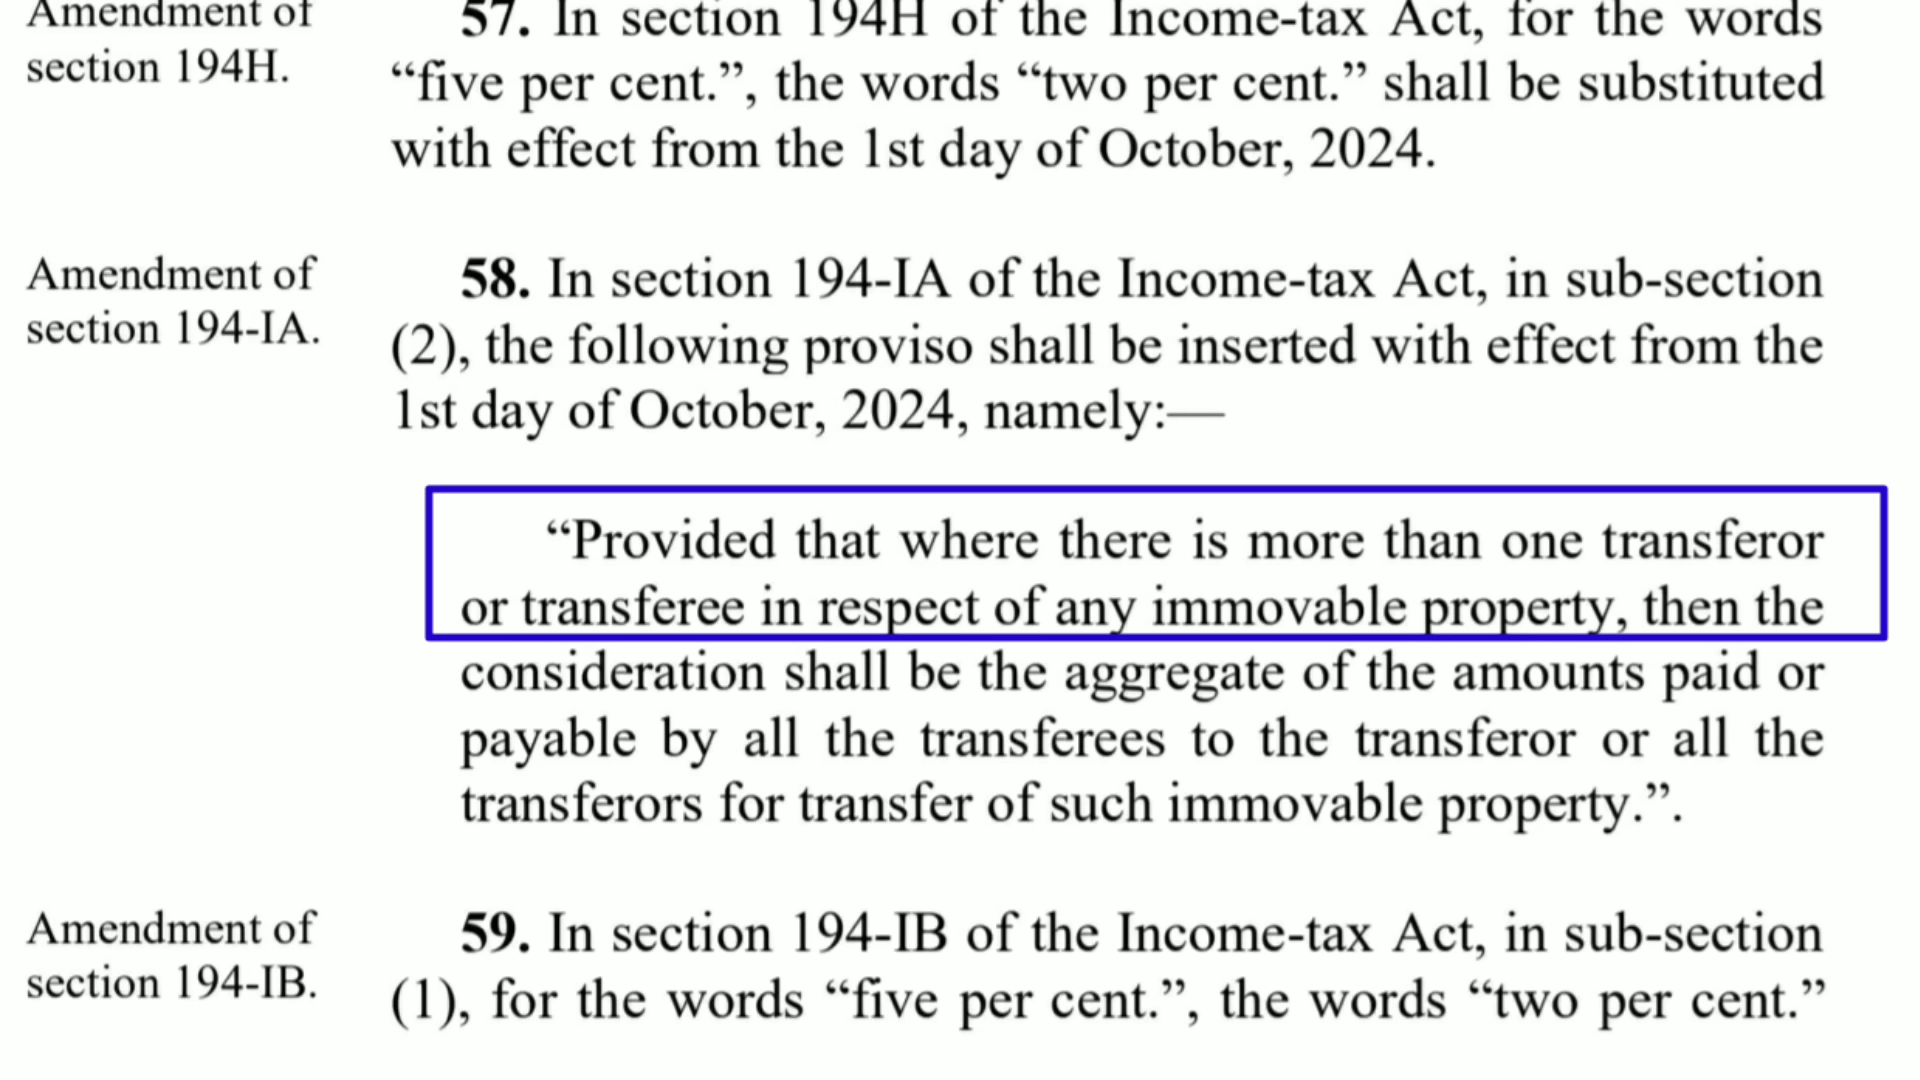 Amendment of
section 194H.
57. In section 194H of the Income-tax Act, for the words
“five per cent.”, the words “two per cent.” shall be substituted
with effect from the 1st day of October, 2024.
Amendment of
section 194-IA.
58. In section 194-IA of the Income-tax Act, in sub-section
(2), the following proviso shall be inserted with effect from the
1st day of October, 2024, namely:—
“Provided that where there is more than one transferor
or transferee in respect of any immovable property, then the
consideration shall be the aggregate of the amounts paid or
payable by all the transferees to the transferor or all the
transferors for transfer of such immovable property.”.
Amendment of
section 194-IB.
59. In section 194-IB of the Income-tax Act, in sub-section
(1), for the words “five per cent.”, the words “two per cent.”